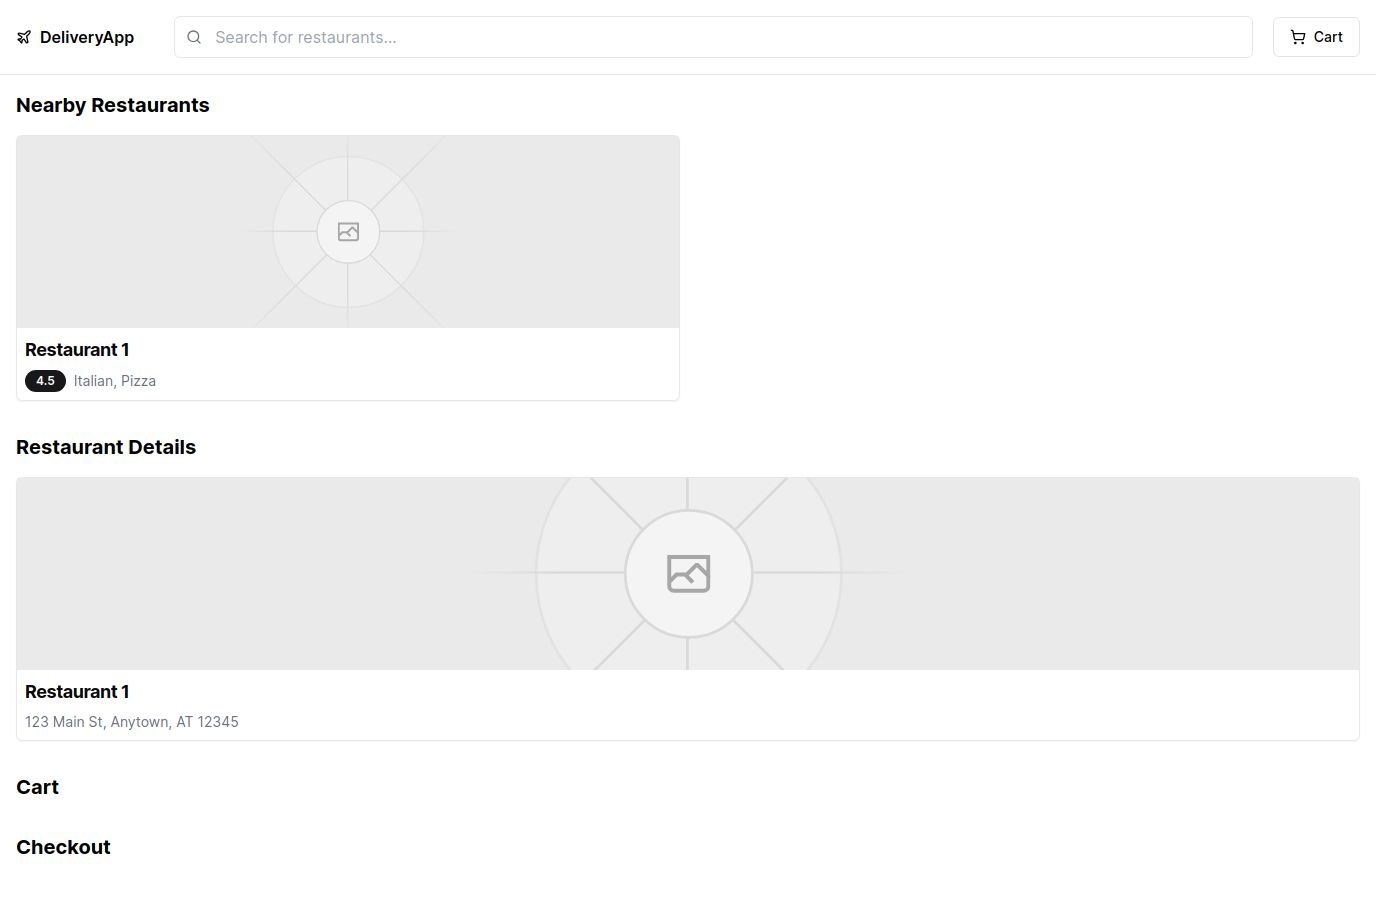 DeliveryApp
Search for restaurants...
Cart
Nearby Restaurants
Restaurant 1
4.5 Italian, Pizza
Restaurant Details
Restaurant 1
123 Main St, Anytown, AT 12345
Cart
Checkout